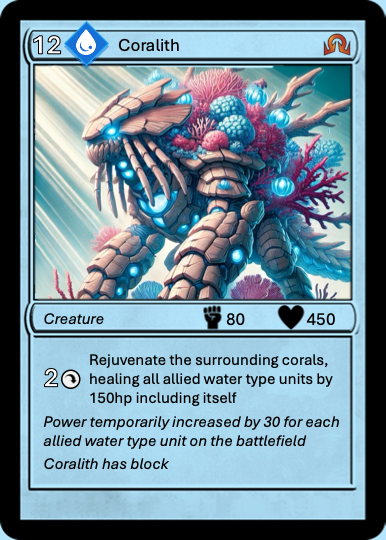 12 Coralith
Creature 80 450
Rejuvenate the surrounding corals,
2 healing all allied water type units by
150hp including itself
Power temporarily increased by 30 for each
allied water type unit on the battlefield
Coralith has block